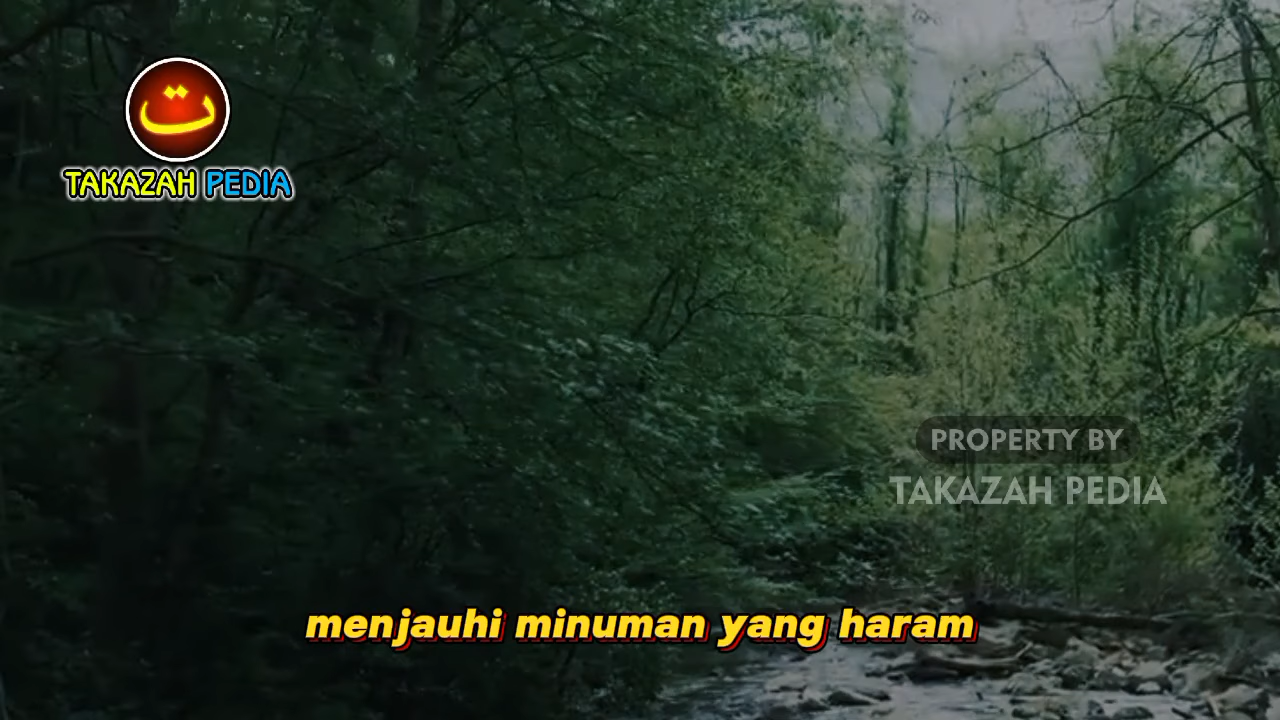 ت
TAKAZAH PEDIA
PROPERTY BY
TAKAZAH PEDIA
menjauhi minuman yang haram